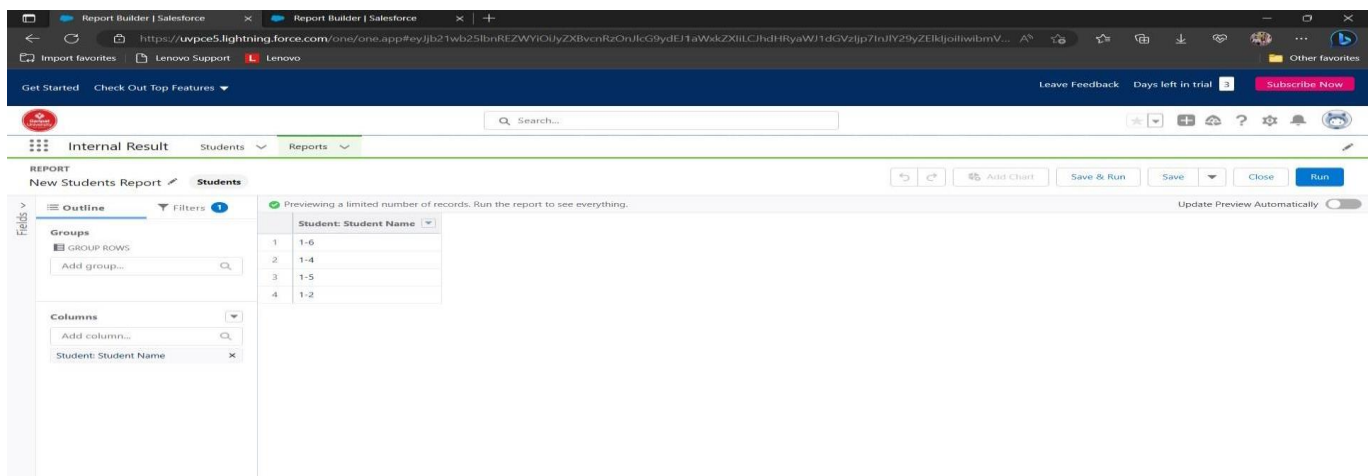 Report Builder | Salesforce
Report Builder | Salesforce
Import favorites
Lenovo Support
L Lenovo
Other favorites
Get Started
Check Out Top Features
Leave Feedback
Days left in trial 3
Subscribe Now
Search...
Internal Result
Students
Reports
REPORT
New Students Report
Students
Add Chart
Save & Run
Save
Close
Run
Fields
Outline
Filters 1
Previewing a limited number of records. Run the report to see everything.
Update Preview Automatically
Groups
GROUP ROWS
Add group...
Columns
Add column...
Student: Student Name
Student: Student Name
1 1-6
2 1-4
3 1-5
4 1-2